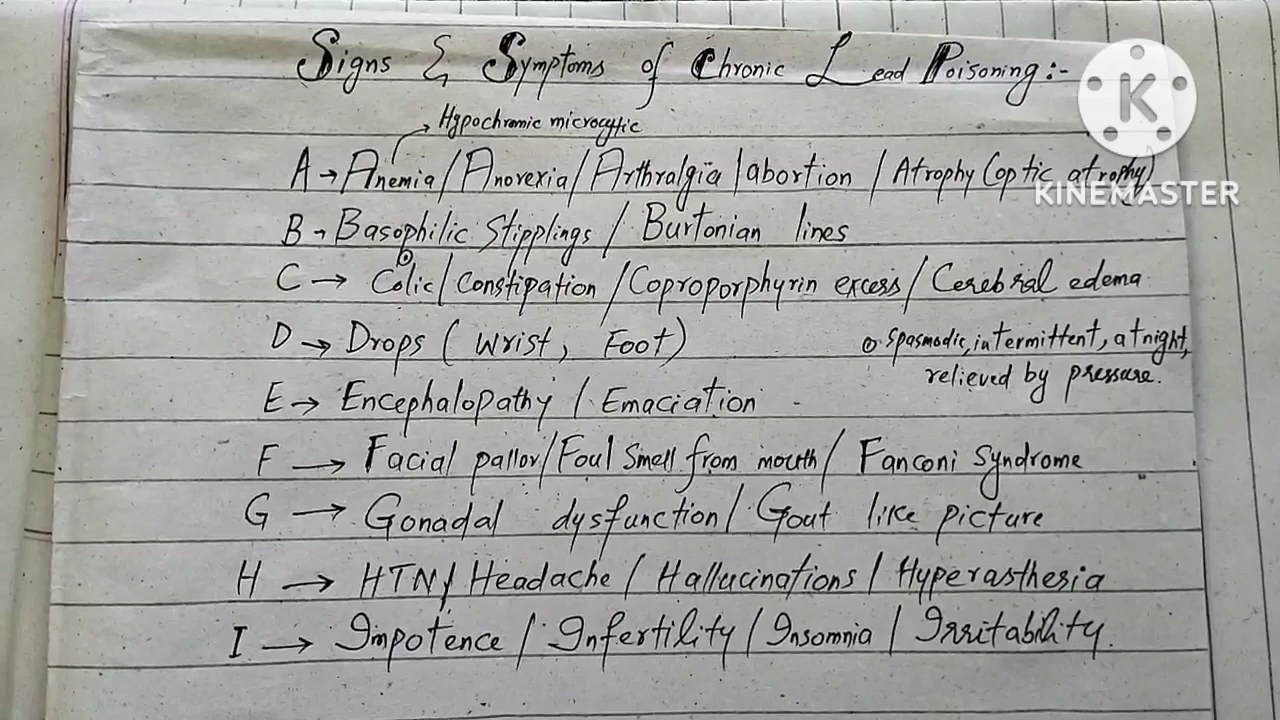 Signs & Symptoms of Chronic Lead Poisoning:-
Hypochromic microcytic
A → Anemia/Anorexia/Arthralgia/abortion / Atrophy (optic atrophy)
B → Basophilic Stipplings / Burtonian lines
C → Colic/Constipation /Coproporphyrin excess/ Cerebral edema
D → Drops ( Wrist, Foot)
spasmodic, intermittent, at night,
relieved by pressure.
E → Encephalopathy / Emaciation
F → Facial pallor/Foul Smell from mouth/ Fanconi Syndrome
G → Gonadal dysfunction/ Gout like picture
H → HTN/ Headache / Hallucinations / Hyperasthesia
I → Impotence / Infertility/Insomnia / Irritability.
K
KINEMASTER